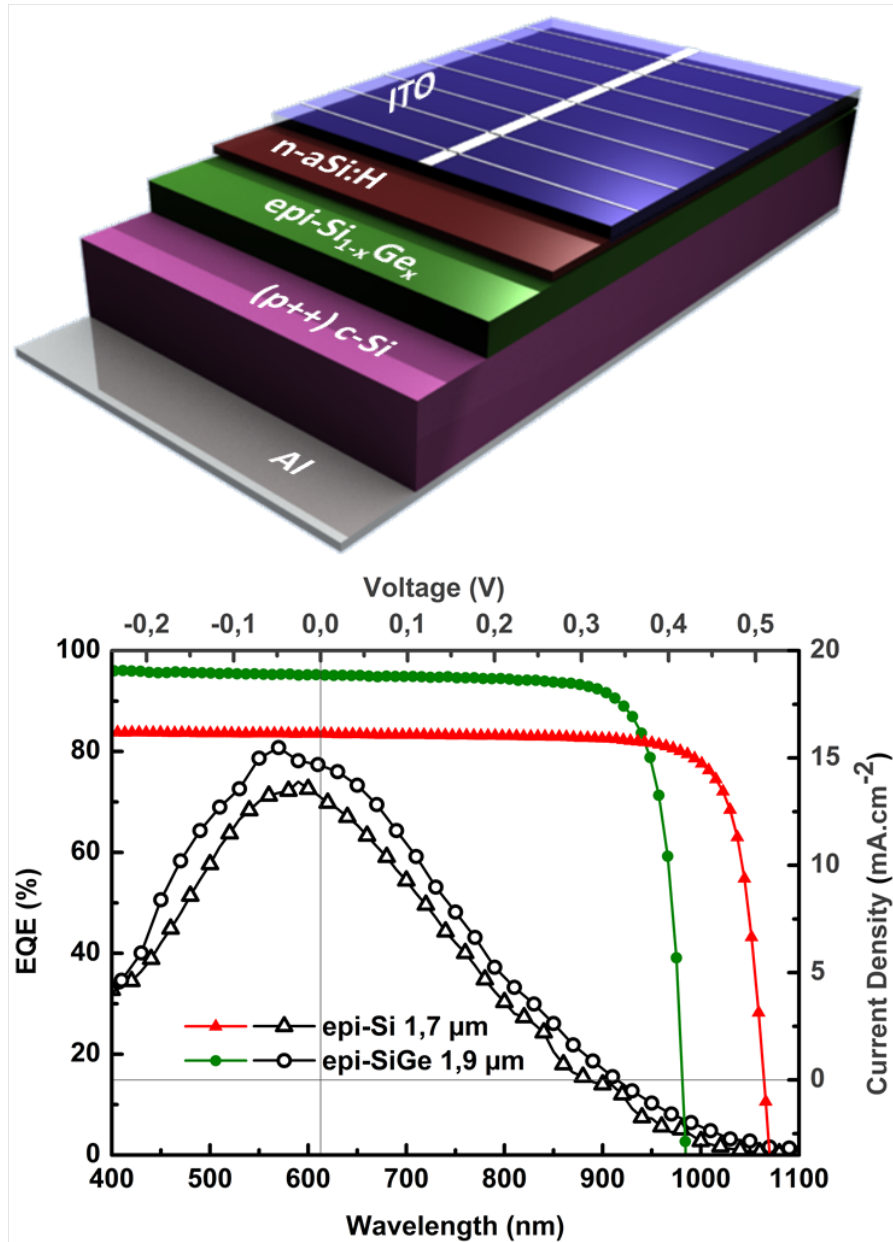 ITO
n-aSi:H
epi-Si1-xGex
(p++) c-Si
Al
Voltage (V)
-0,2 -0,1 0,0 0,1 0,2 0,3 0,4 0,5
100
80
60
40
20
0
EQE (%)
20
15
10
5
0
Current Density (mA.cm-2)
epi-Si 1,7 µm
epi-SiGe 1,9 µm
400 500 600 700 800 900 1000 1100
Wavelength (nm)